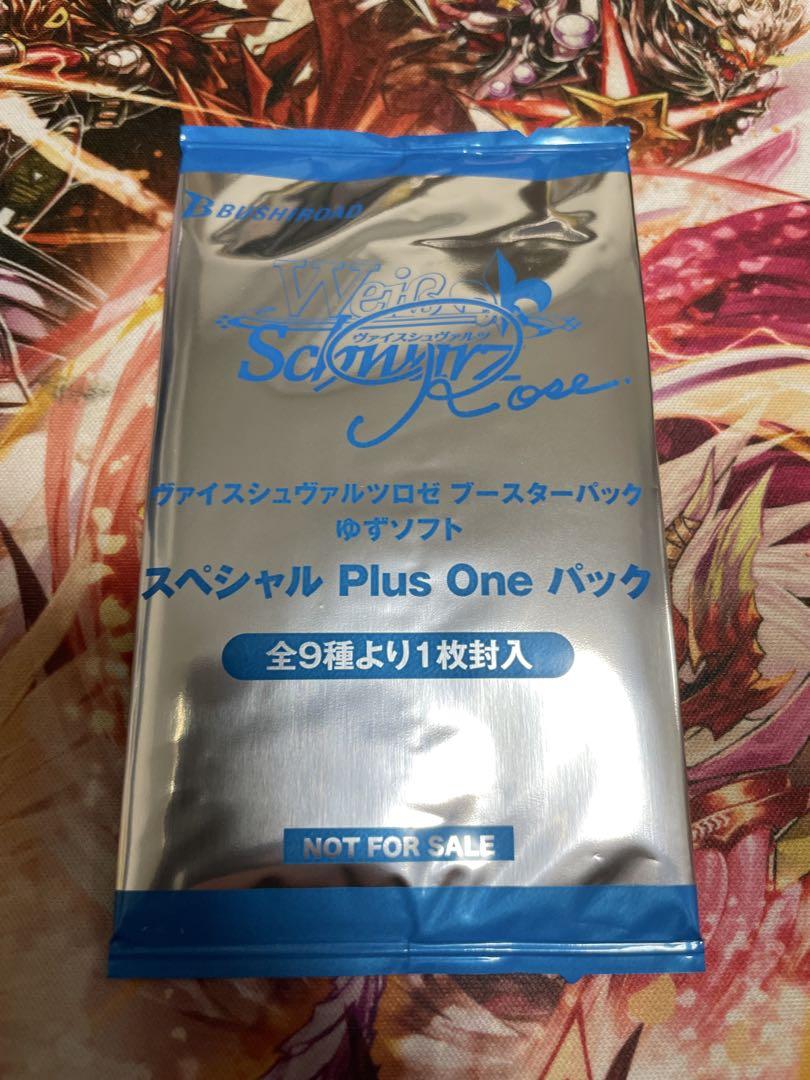 BUSHIROAD
Weiß
ヴァイスシュヴァルツ
Schwarz
Rose
ヴァイスシュヴァルツロゼ ブースターパック
ゆずソフト
スペシャル Plus One パック
全9種より1枚封入
NOT FOR SALE